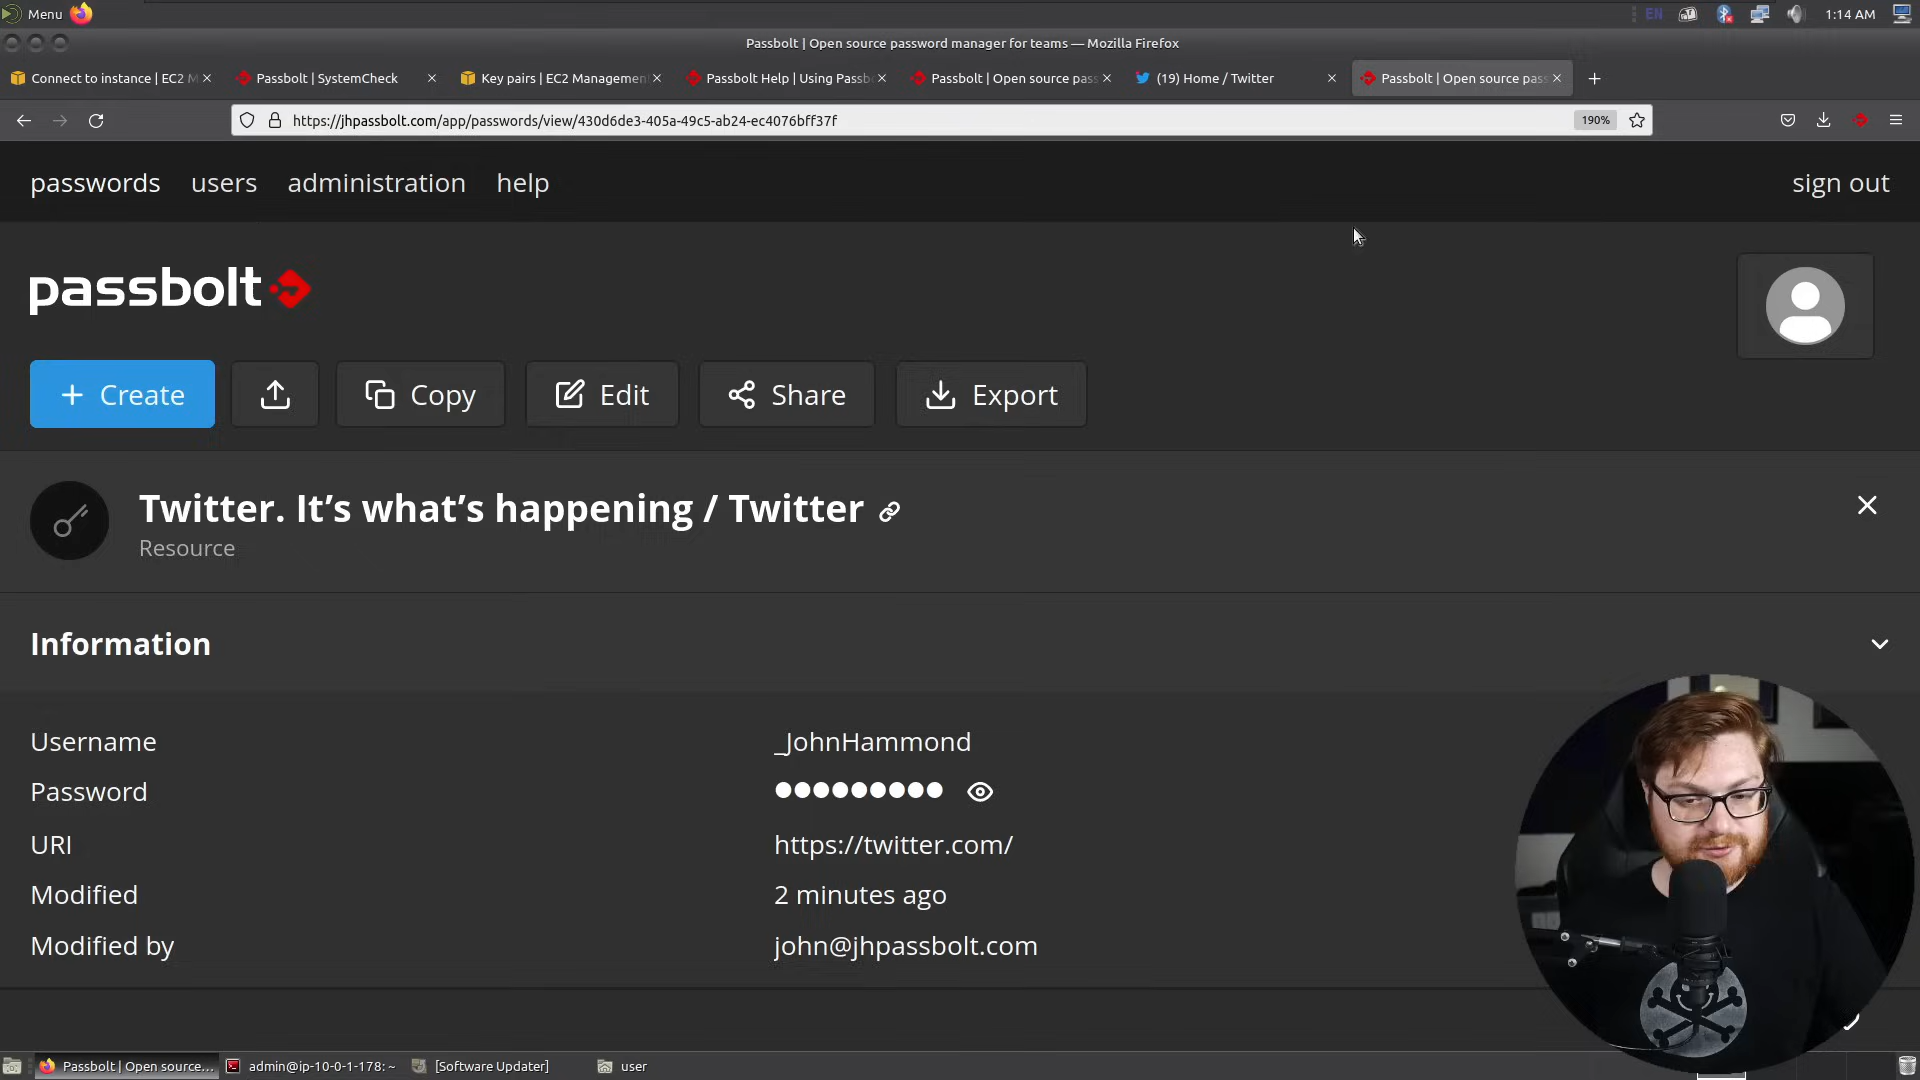 Menu
EN
1:14 AM
Passbolt | Open source password manager for teams — Mozilla Firefox
Connect to instance | EC2 M
Passbolt | SystemCheck
Key pairs | EC2 Managemen
Passbolt Help | Using Passb
Passbolt | Open source pas
(19) Home / Twitter
Passbolt | Open source pas
https://jhpassbolt.com/app/passwords/view/430d6de3-405a-49c5-ab24-ec4076bff37f
190%
passwords
users
administration
help
sign out
passbolt
Create
Copy
Edit
Share
Export
Twitter. It’s what’s happening / Twitter
Resource
Information
Username
_JohnHammond
Password
●●●●●●●●●
URI
https://twitter.com/
Modified
2 minutes ago
Modified by
john@jhpassbolt.com
Passbolt | Open source...
admin@ip-10-0-1-178: ~
[Software Updater]
user